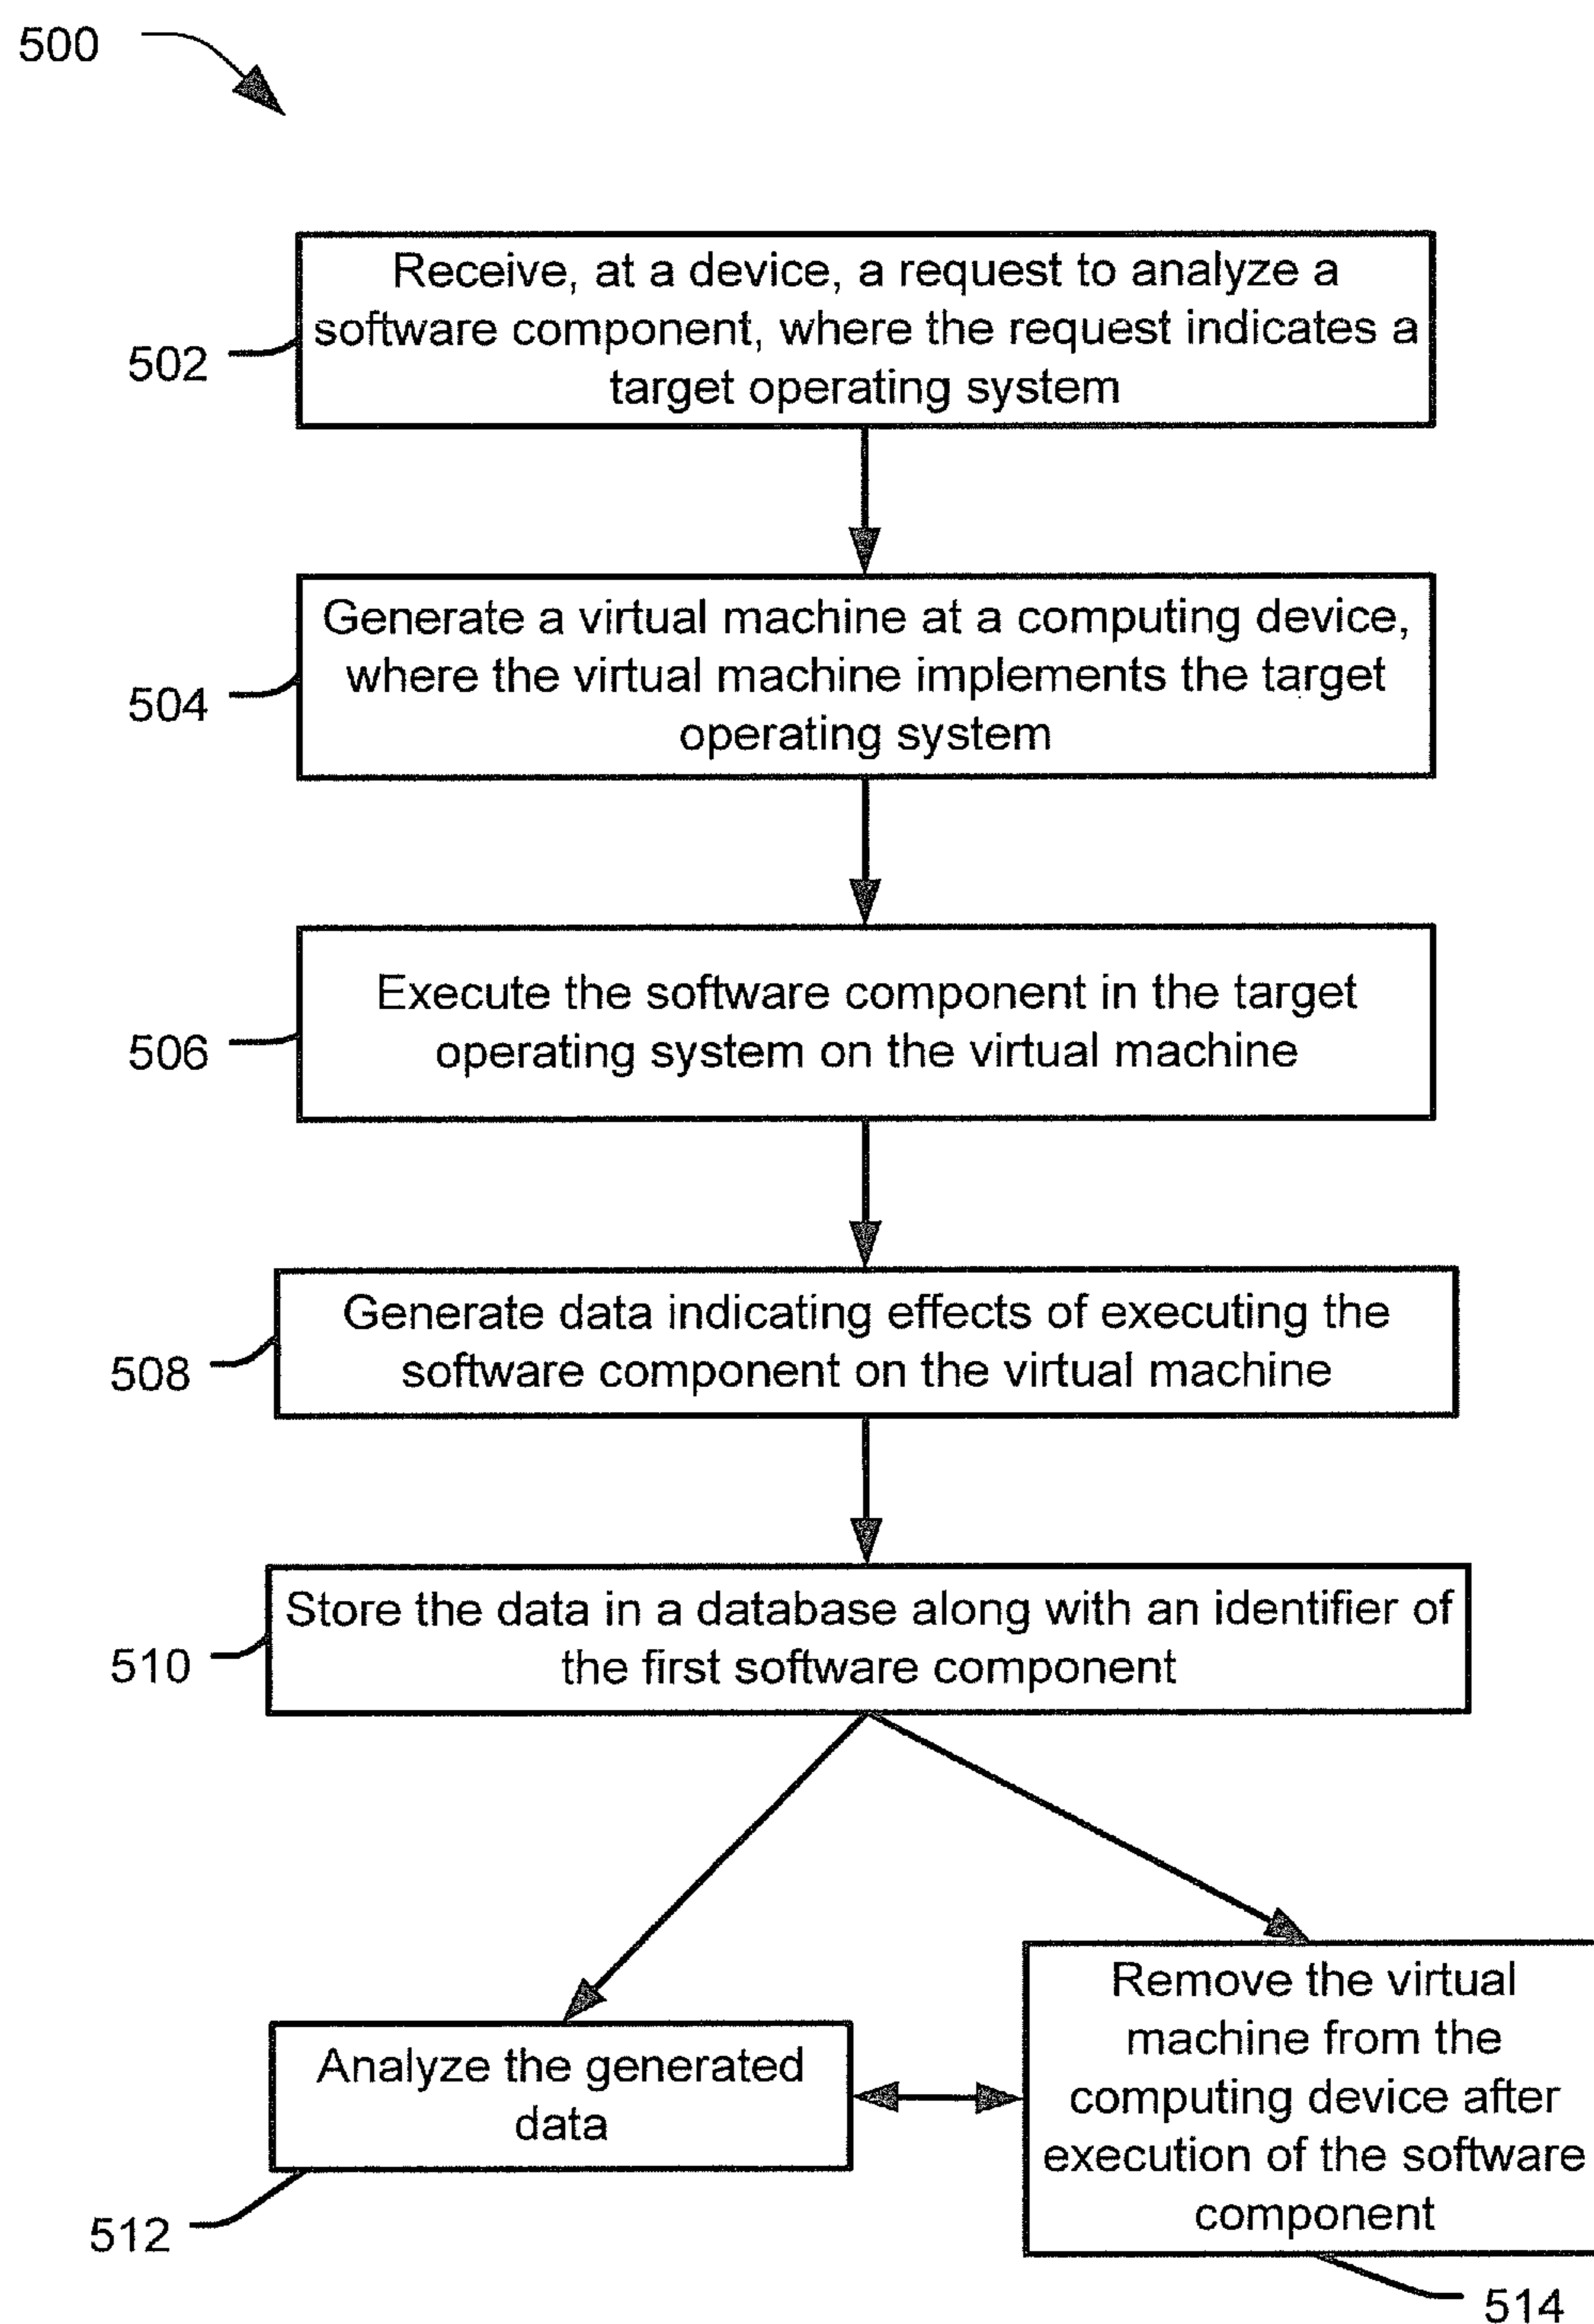 500
Receive, at a device, a request to analyze a
software component, where the request indicates a
target operating system
502
Generate a virtual machine at a computing device,
where the virtual machine implements the target
operating system
504
Execute the software component in the target
operating system on the virtual machine
506
Generate data indicating effects of executing the
software component on the virtual machine
508
Store the data in a database along with an identifier of
the first software component
510
Analyze the generated
data
512
Remove the virtual
machine from the
computing device after
execution of the software
component
514